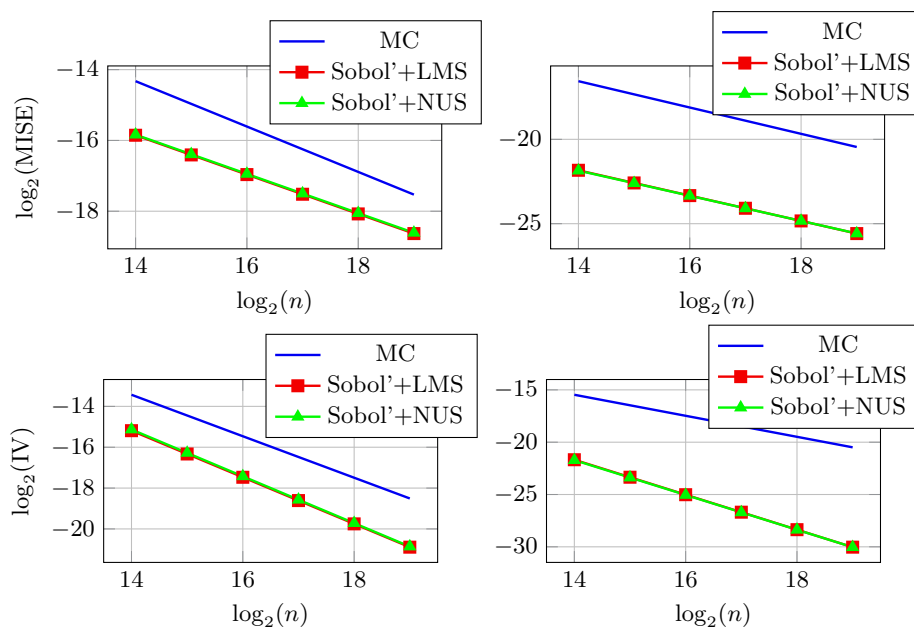 MC
Sobol'+LMS
Sobol'+NUS
−14
−16
−18
14
16
18
log₂(n)
log₂(MISE)
MC
Sobol'+LMS
Sobol'+NUS
−20
−25
14
16
18
log₂(n)
MC
Sobol'+LMS
Sobol'+NUS
−14
−16
−18
−20
14
16
18
log₂(n)
log₂(IV)
MC
Sobol'+LMS
Sobol'+NUS
−15
−20
−25
−30
14
16
18
log₂(n)